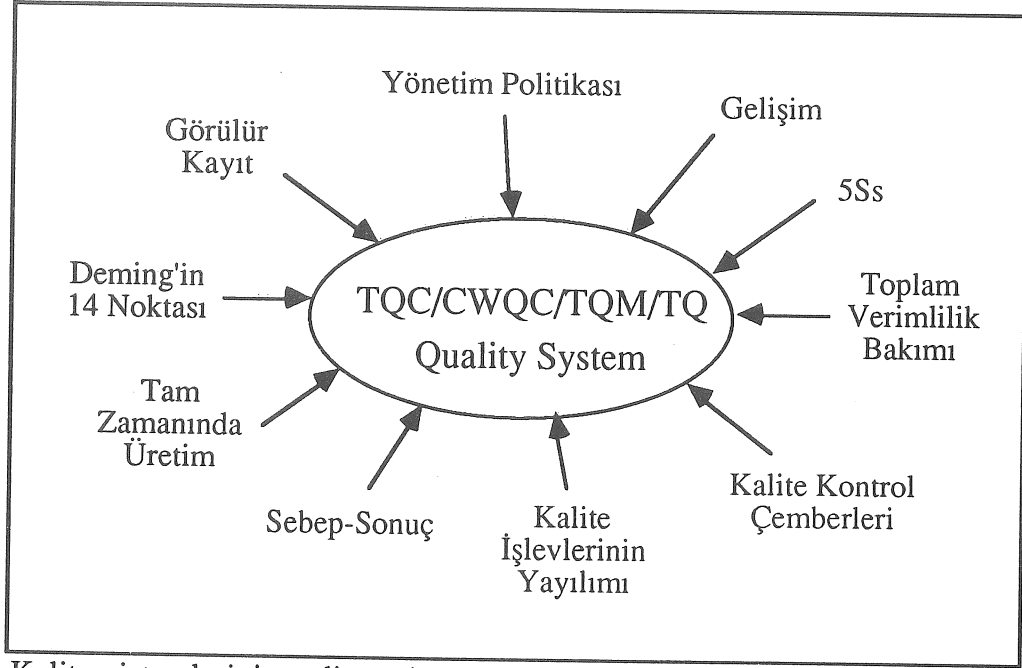 Yönetim Politikası
Gelişim
Görülür
Kayıt
5Ss
Deming'in
14 Noktası
TQC/CWQC/TQM/TQ
Quality System
Toplam
Verimlilik
Bakımı
Tam
Zamanında
Üretim
Sebep-Sonuç
Kalite
İşlevlerinin
Yayılımı
Kalite Kontrol
Çemberleri